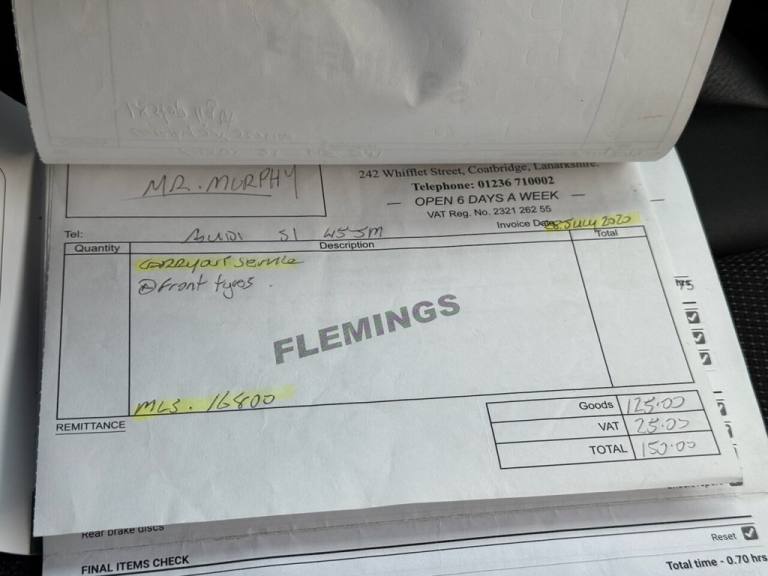 MR. MURPHY
242 Whifflet Street, Coatbridge, Lanarkshire.
Telephone: 01236 710002
OPEN 6 DAYS A WEEK
VAT Reg. No. 2321 262 55
Invoice Date July 2020
Tel: AUDI S1
Quantity Description Total
CARRY out service
② Front tyres.
FLEMINGS
MLS. 16800
REMITTANCE
Goods 125.00
VAT 25.00
TOTAL 150.00
Rear brake discs
Reset
FINAL ITEMS CHECK
Total time - 0.70 hrs